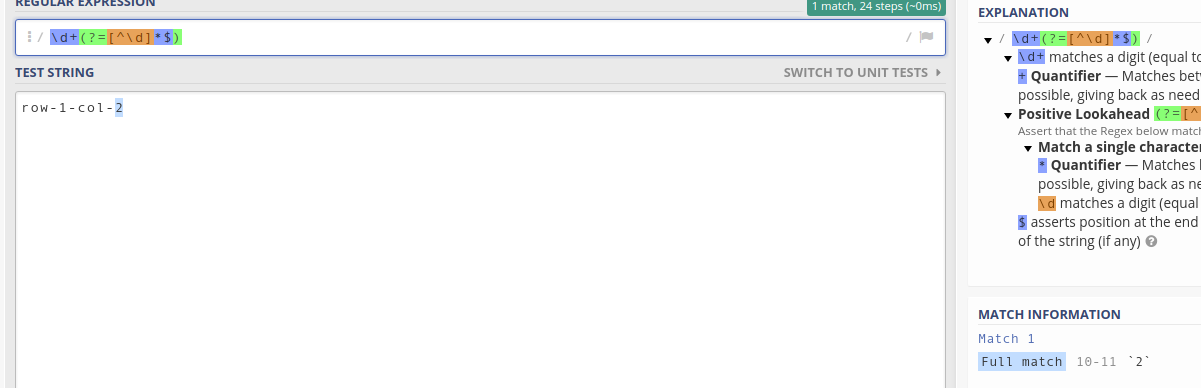 REGULAR EXPRESSION
1 match, 24 steps (~0ms)
/ \d+(?=[^\d]*$) /
TEST STRING
SWITCH TO UNIT TESTS
row-1-col-2
EXPLANATION
/ \d+(?=[^\d]*$) /
\d+ matches a digit (equal to
+ Quantifier — Matches bet
possible, giving back as need
Positive Lookahead (?=[^
Assert that the Regex below match
Match a single character
* Quantifier — Matches b
possible, giving back as ne
\d matches a digit (equal
$ asserts position at the end
of the string (if any) ?
MATCH INFORMATION
Match 1
Full match 10-11 `2`